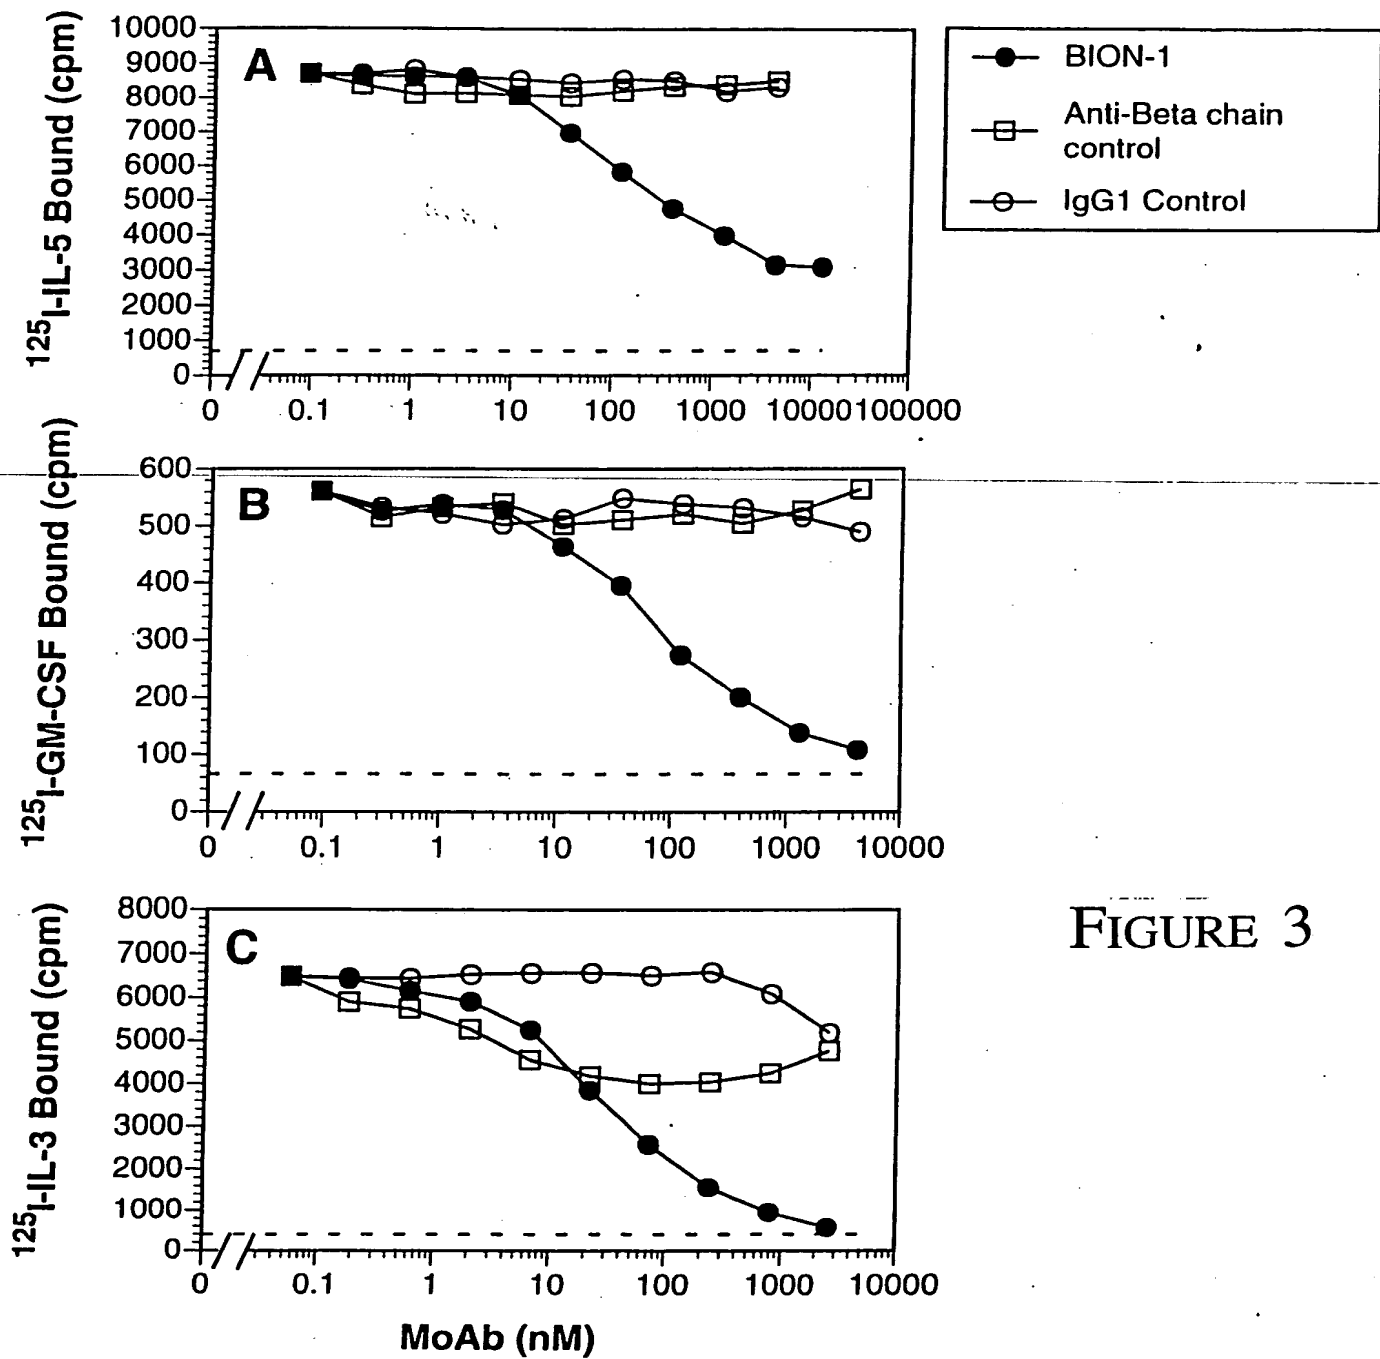 A
10000
9000
8000
7000
6000
5000
4000
3000
2000
1000
0
125I-IL-5 Bound (cpm)
0 0.1 1 10 100 1000 10000 100000
BION-1
Anti-Beta chain
control
IgG1 Control
B
600
500
400
300
200
100
0
125I-GM-CSF Bound (cpm)
0 0.1 1 10 100 1000 10000
C
8000
7000
6000
5000
4000
3000
2000
1000
0
125I-IL-3 Bound (cpm)
0 0.1 1 10 100 1000 10000
MoAb (nM)
FIGURE 3